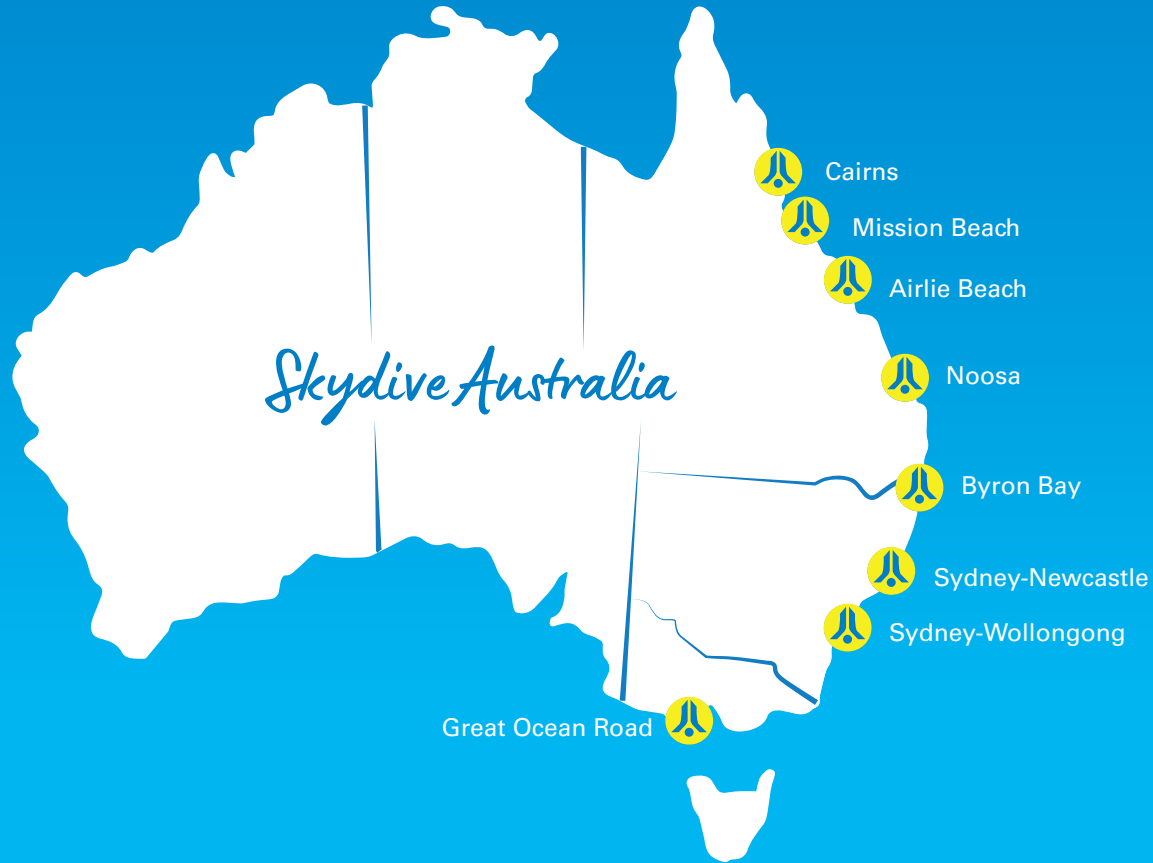 Cairns
Mission Beach
Airlie Beach
Skydive Australia
Noosa
Byron Bay
Sydney-Newcastle
Sydney-Wollongong
Great Ocean Road